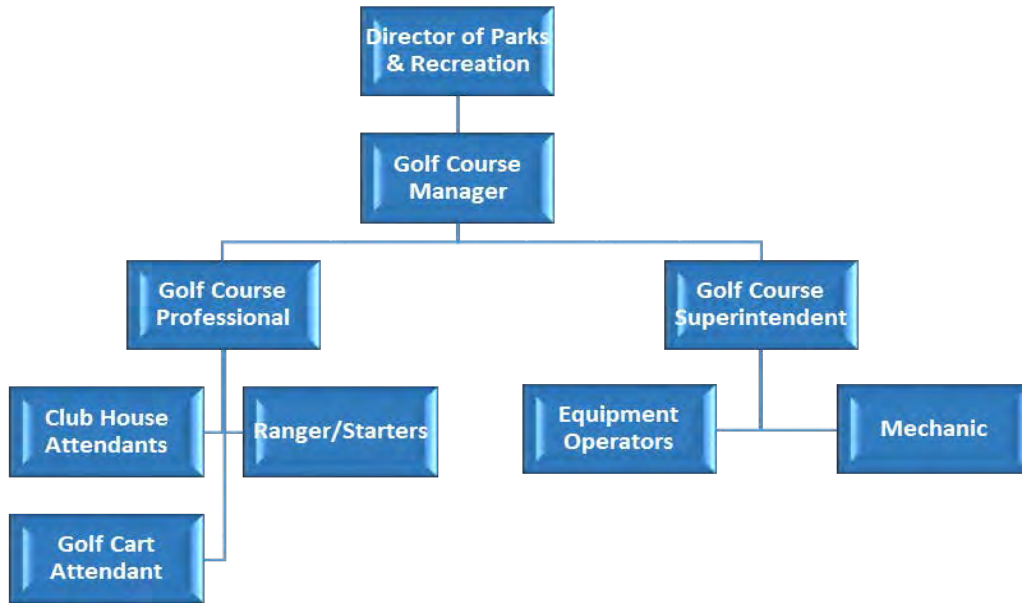 Director of Parks
& Recreation
Golf Course
Manager
Golf Course
Professional
Golf Course
Superintendent
Club House
Attendants
Ranger/Starters
Equipment
Operators
Mechanic
Golf Cart
Attendant